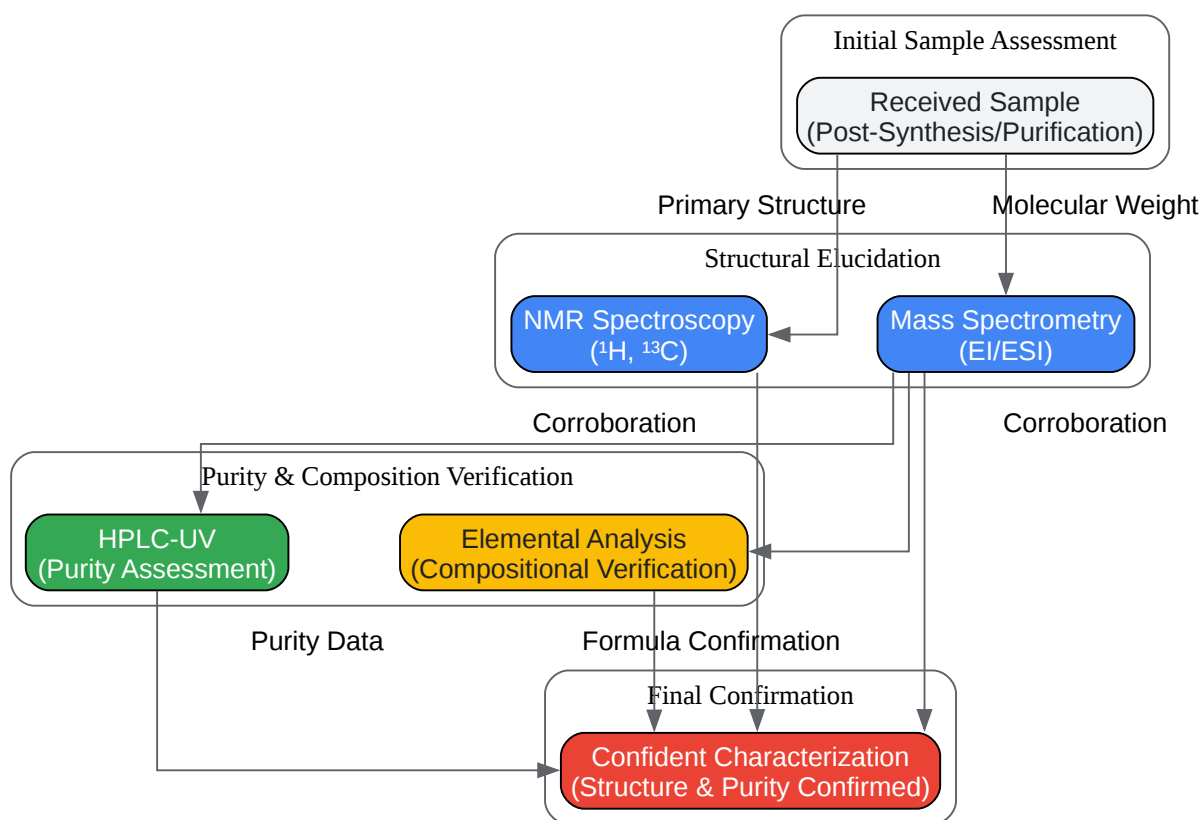 Initial Sample Assessment
Received Sample
(Post-Synthesis/Purification)
Primary Structure
Molecular Weight
Structural Elucidation
NMR Spectroscopy
(¹H, ¹³C)
Mass Spectrometry
(EI/ESI)
Corroboration
Corroboration
Purity & Composition Verification
HPLC-UV
(Purity Assessment)
Elemental Analysis
(Compositional Verification)
Purity Data
Formula Confirmation
Final Confirmation
Confident Characterization
(Structure & Purity Confirmed)